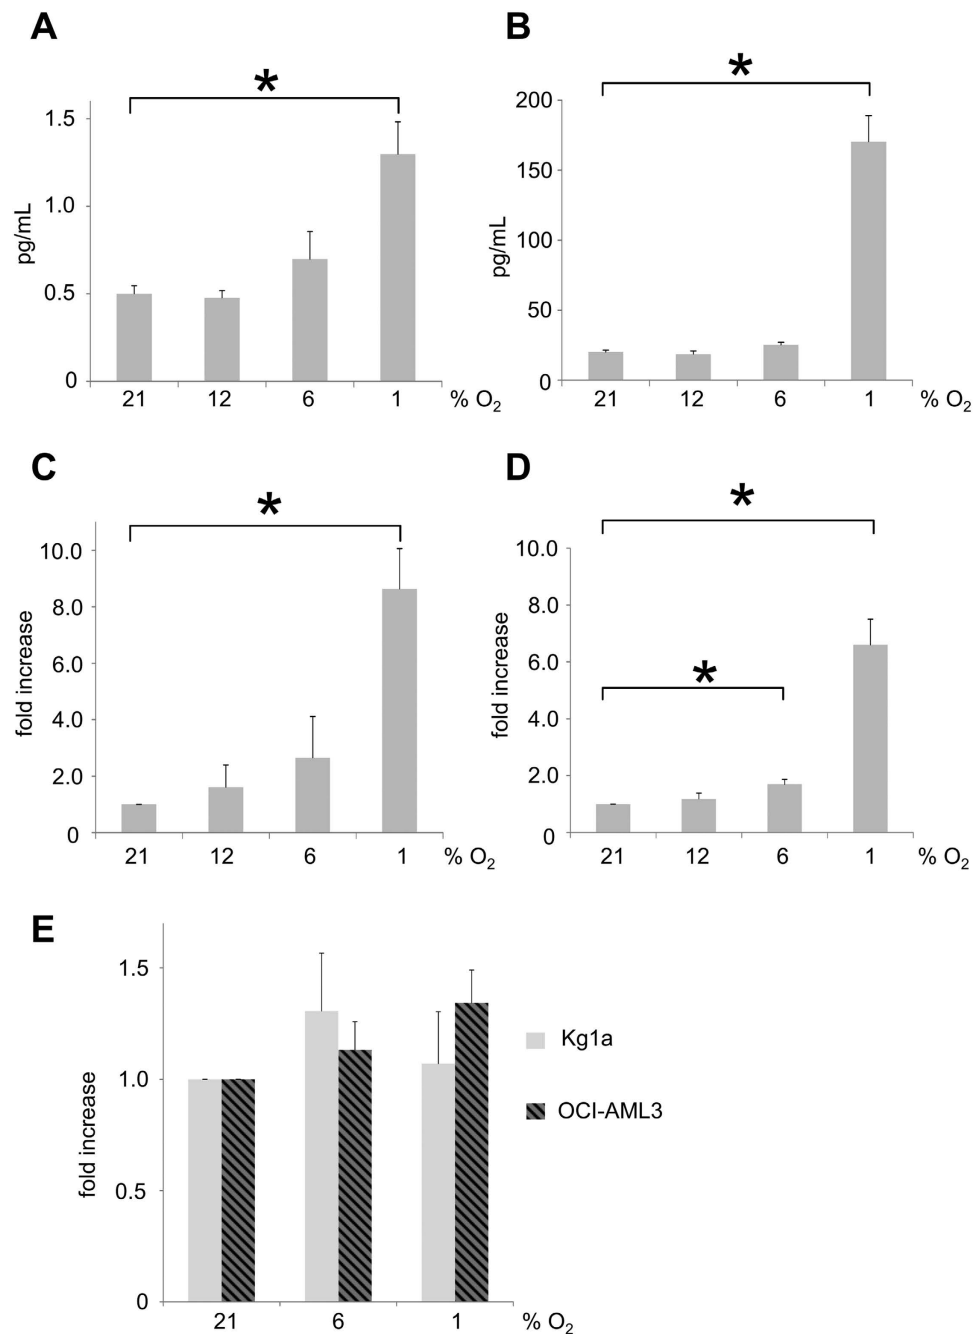 A
*
pg/mL
1.5
1.0
0.5
0
21 12 6 1 % O₂
B
*
pg/mL
200
150
100
50
0
21 12 6 1 % O₂
C
*
fold increase
10.0
8.0
6.0
4.0
2.0
0
21 12 6 1 % O₂
D
*
*
fold increase
10.0
8.0
6.0
4.0
2.0
0
21 12 6 1 % O₂
E
fold increase
1.5
1.0
0.5
0
21 6 1 % O₂
Kg1a
OCI-AML3